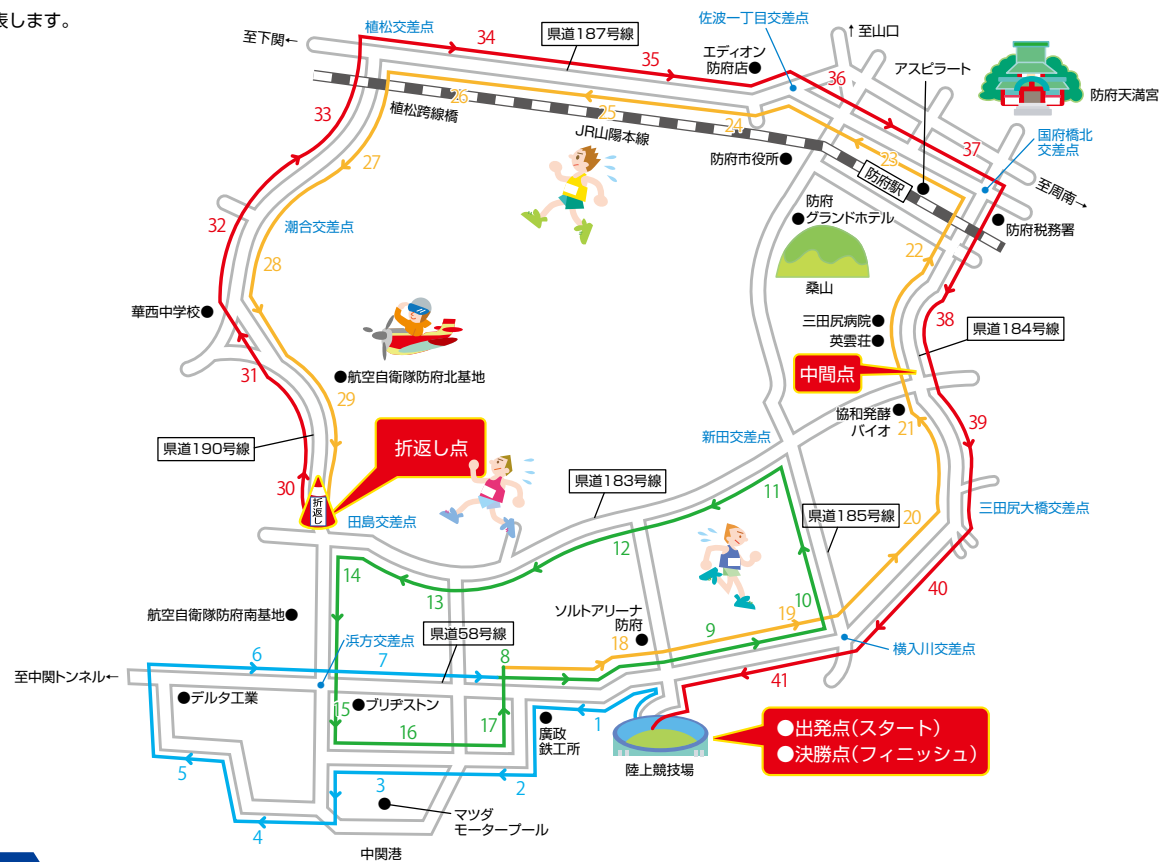 表します。
植松交差点
佐波一丁目交差点
至下関←
34
県道187号線
35
エディオン
防府店●
↑至山口
36
アスピラート
防府天満宮
33
植松跨線橋
26
25
JR山陽本線
24
防府市役所●
23
防府駅
37
国府橋北
交差点
至周南→
27
32
潮合交差点
28
防府
●グランドホテル
桑山
22
●防府税務署
華西中学校●
31
●航空自衛隊防府北基地
29
三田尻病院●
英雲荘●
38
県道184号線
中間点
協和発酵●
バイオ
21
39
県道190号線
折返し点
新田交差点
30
折返し
田島交差点
県道183号線
11
県道185号線
20
三田尻大橋交差点
14
13
12
10
40
航空自衛隊防府南基地●
浜方交差点
県道58号線
ソルトアリーナ
防府
18
9
19
横入川交差点
至中関トンネル←
6
7
8
41
●デルタ工業
15
●ブリヂストン
16
17
●
廣政
鉄工所
1
陸上競技場
●出発点(スタート)
●決勝点(フィニッシュ)
5
4
3
2
マツダ
モータープール
中関港